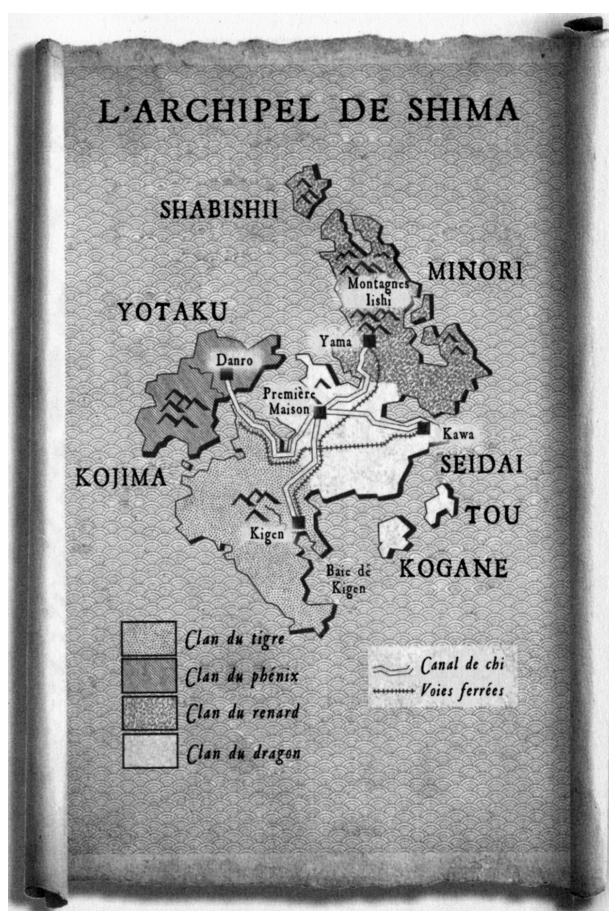 L'ARCHIPEL DE SHIMA
SHABISHII
MINORI
Montagnes
Iishi
YOTAKU
Yama
Danro
Première
Maison
Kawa
SEIDAI
KOJIMA
TOU
Kigen
KOGANE
Baie de
Kigen
Clan du tigre
Clan du phénix
Clan du renard
Clan du dragon
Canal de chi
Voies ferrées